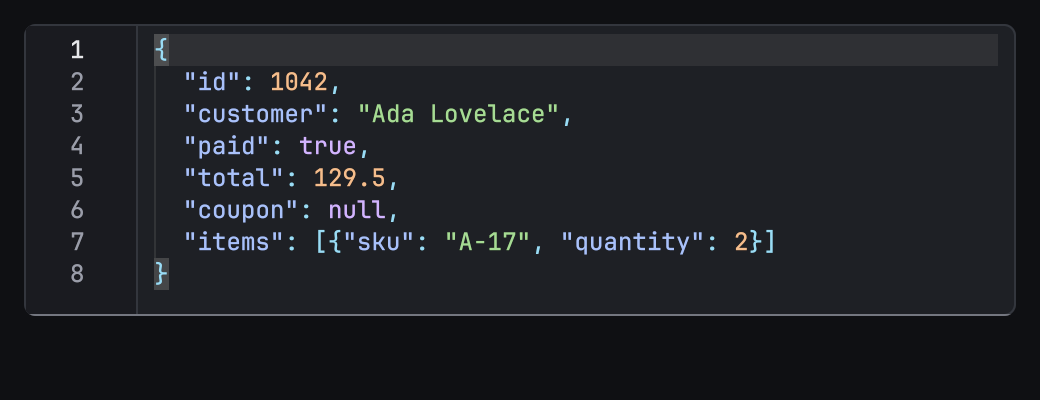 1 {
2   "id": 1042,
3   "customer": "Ada Lovelace",
4   "paid": true,
5   "total": 129.5,
6   "coupon": null,
7   "items": [{"sku": "A-17", "quantity": 2}]
8 }